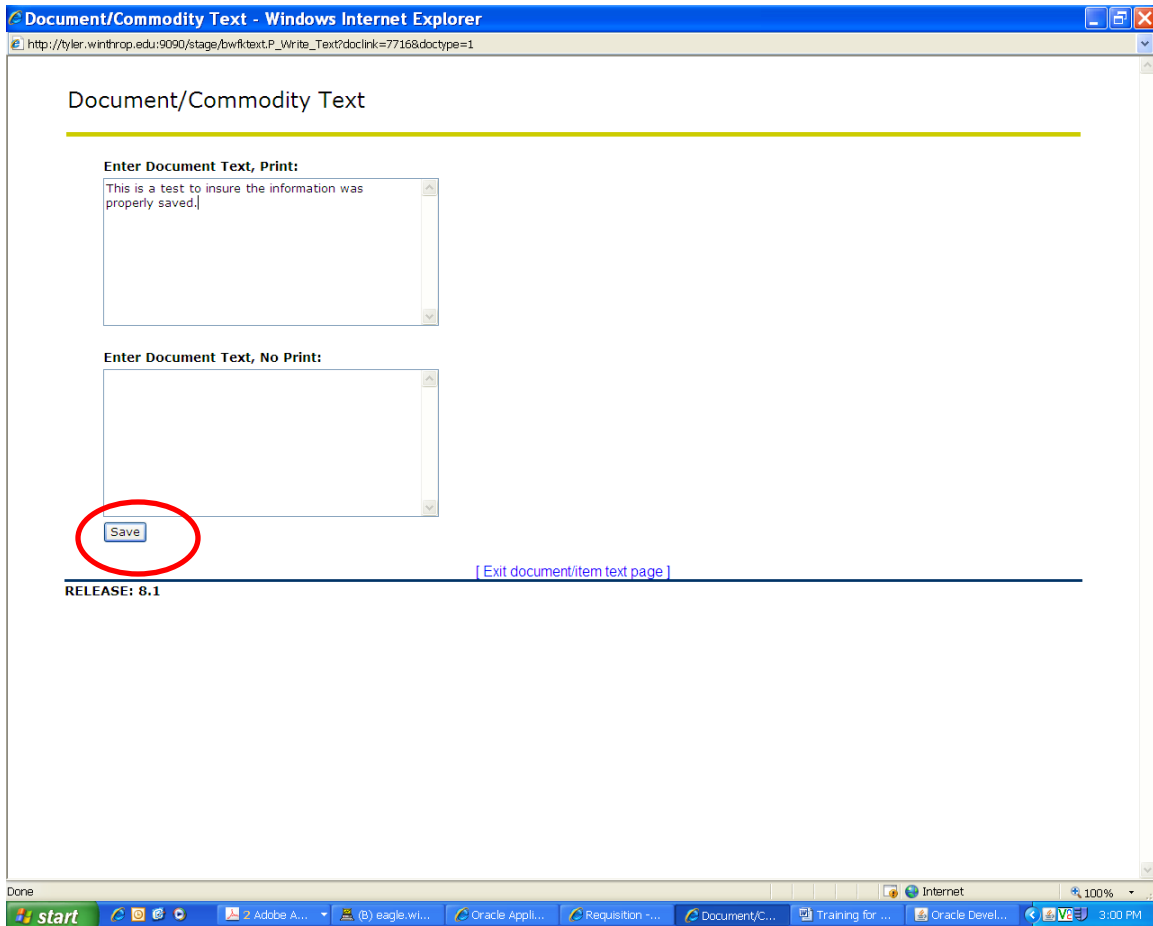 Document/Commodity Text - Windows Internet Explorer
http://tyler.winthrop.edu:9090/stage/bwfktext.P_Write_Text?doclink=7716&doctype=1
Document/Commodity Text
Enter Document Text, Print:
This is a test to insure the information was
properly saved.
Enter Document Text, No Print:
Save
[ Exit document/item text page ]
RELEASE: 8.1
Done
Internet
100%
start
2 Adobe A...
(B) eagle.wi...
Oracle Appli...
Requisition -...
Document/C...
Training for ...
Oracle Devel...
3:00 PM